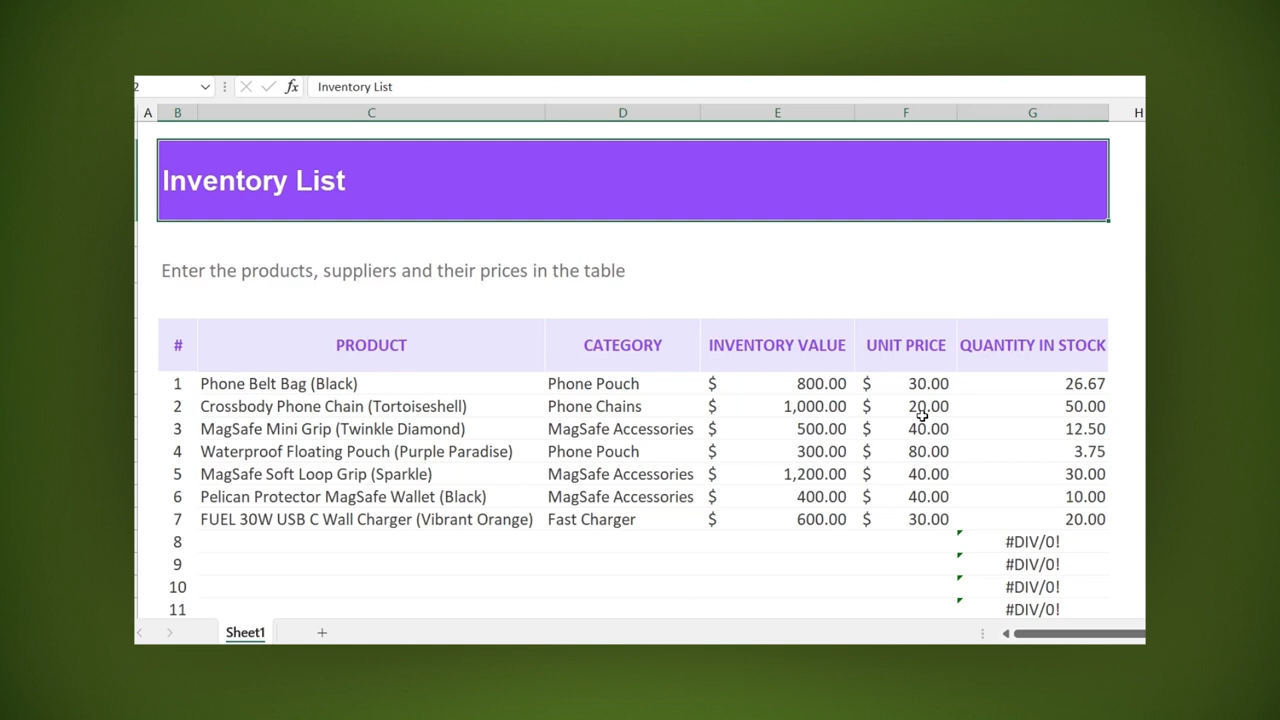 2 fx Inventory List
A B C D E F G H
Inventory List
Enter the products, suppliers and their prices in the table
# PRODUCT CATEGORY INVENTORY VALUE UNIT PRICE QUANTITY IN STOCK
1 Phone Belt Bag (Black) Phone Pouch $ 800.00 $ 30.00 26.67
2 Crossbody Phone Chain (Tortoiseshell) Phone Chains $ 1,000.00 $ 20.00 50.00
3 MagSafe Mini Grip (Twinkle Diamond) MagSafe Accessories $ 500.00 $ 40.00 12.50
4 Waterproof Floating Pouch (Purple Paradise) Phone Pouch $ 300.00 $ 80.00 3.75
5 MagSafe Soft Loop Grip (Sparkle) MagSafe Accessories $ 1,200.00 $ 40.00 30.00
6 Pelican Protector MagSafe Wallet (Black) MagSafe Accessories $ 400.00 $ 40.00 10.00
7 FUEL 30W USB C Wall Charger (Vibrant Orange) Fast Charger $ 600.00 $ 30.00 20.00
8 #DIV/0!
9 #DIV/0!
10 #DIV/0!
11 #DIV/0!
Sheet1